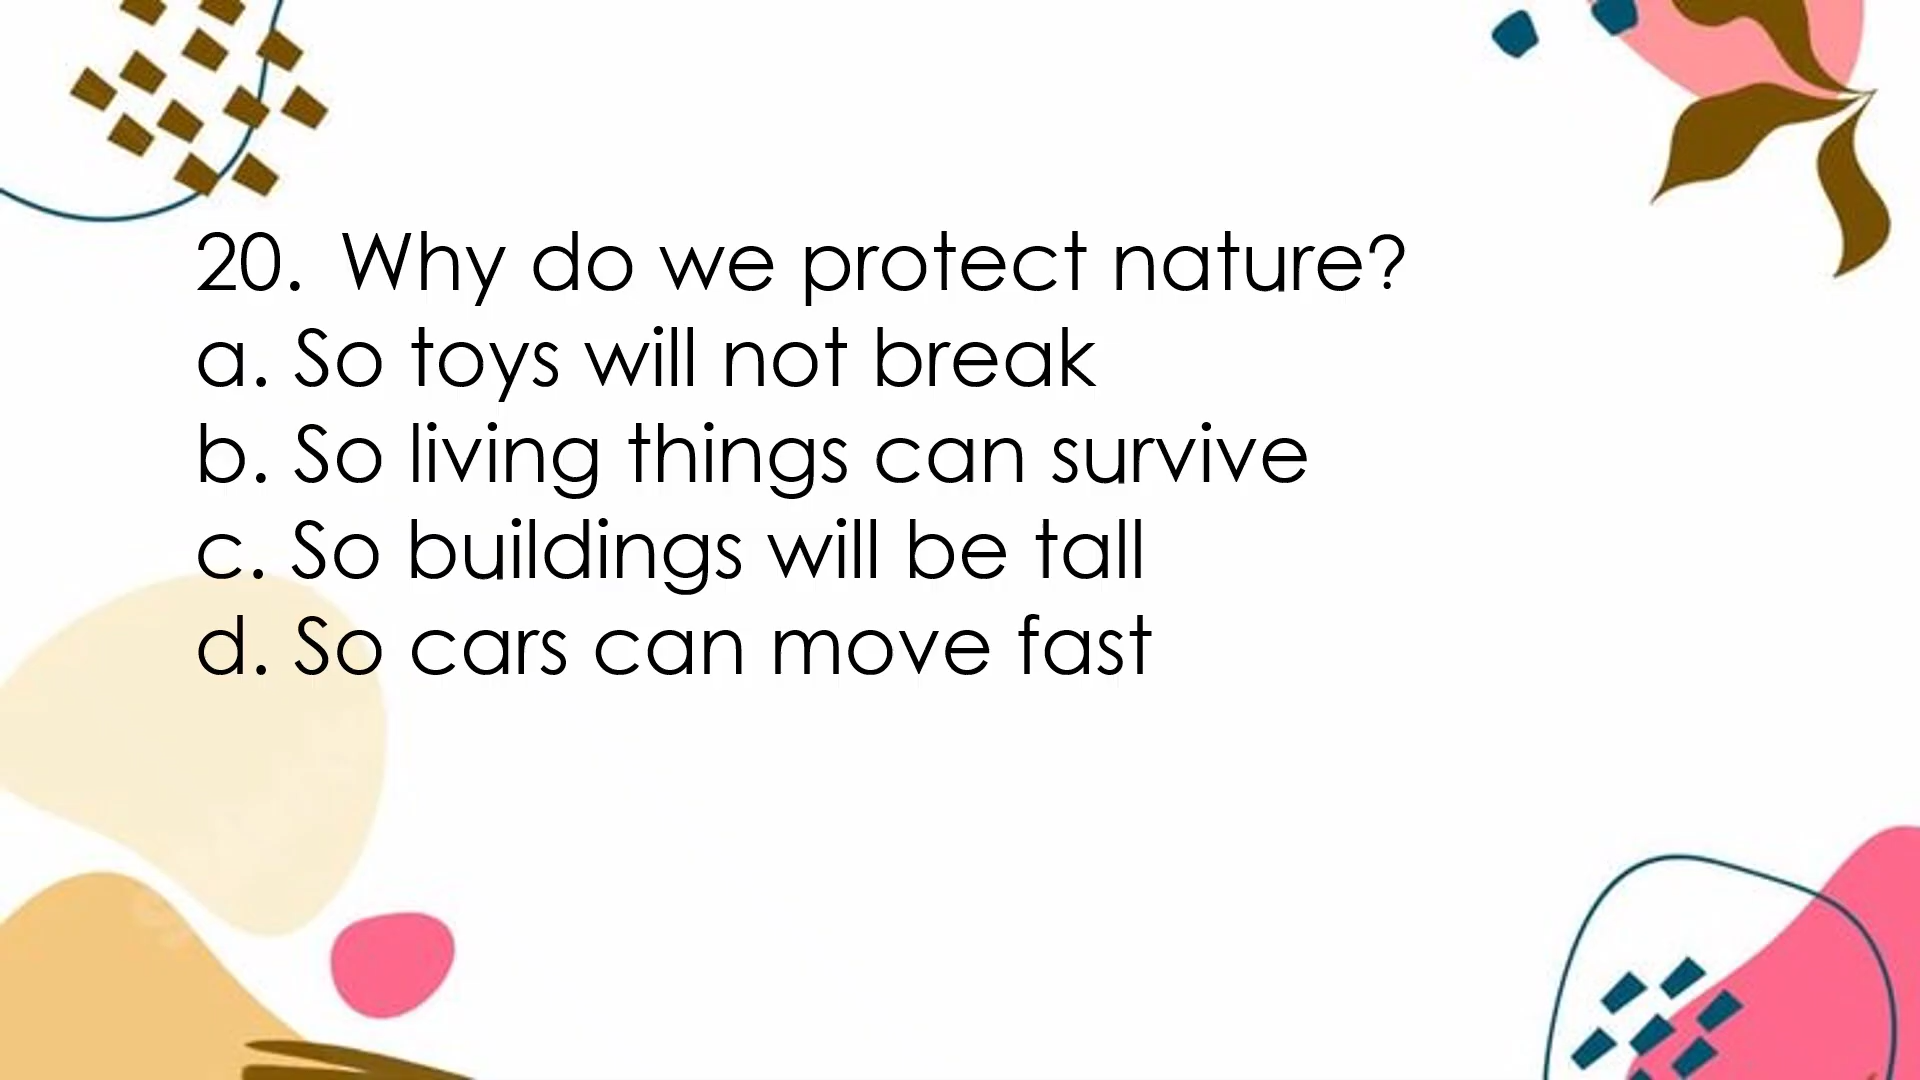 20. Why do we protect nature?
a. So toys will not break
b. So living things can survive
c. So buildings will be tall
d. So cars can move fast